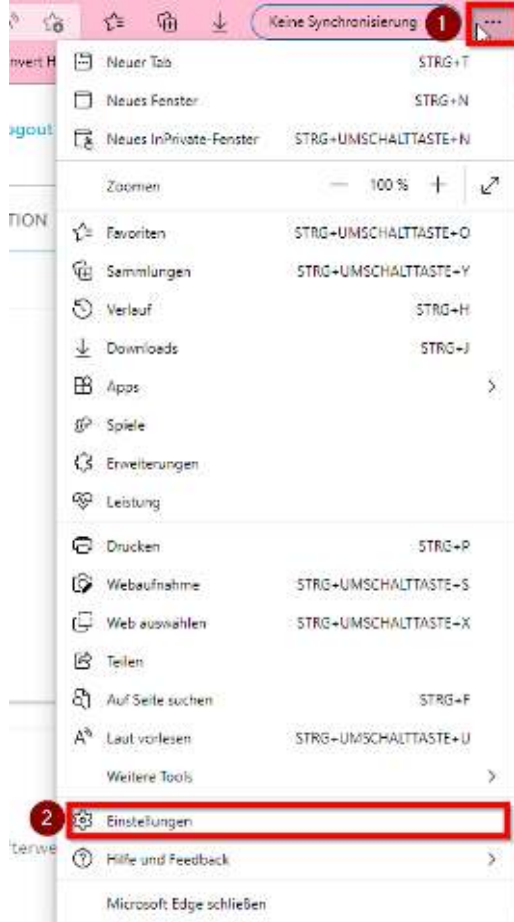 Keine Synchronisierung 1 ...
nvert H
Neuer Tab STRG+T
Neues Fenster STRG+N
ogout
Neues InPrivate-Fenster STRG+UMSCHALTTASTE+N
Zoomen — 100 % +
TION
Favoriten STRG+UMSCHALTTASTE+O
Sammlungen STRG+UMSCHALTTASTE+Y
Verlauf STRG+H
Downloads STRG+J
Apps
Spiele
Erweiterungen
Leistung
Drucken STRG+P
Webaufnahme STRG+UMSCHALTTASTE+S
Web auswählen STRG+UMSCHALTTASTE+X
Teilen
Auf Seite suchen STRG+F
Laut vorlesen STRG+UMSCHALTTASTE+U
Weitere Tools
2 Einstellungen
terwe
Hilfe und Feedback
Microsoft Edge schließen